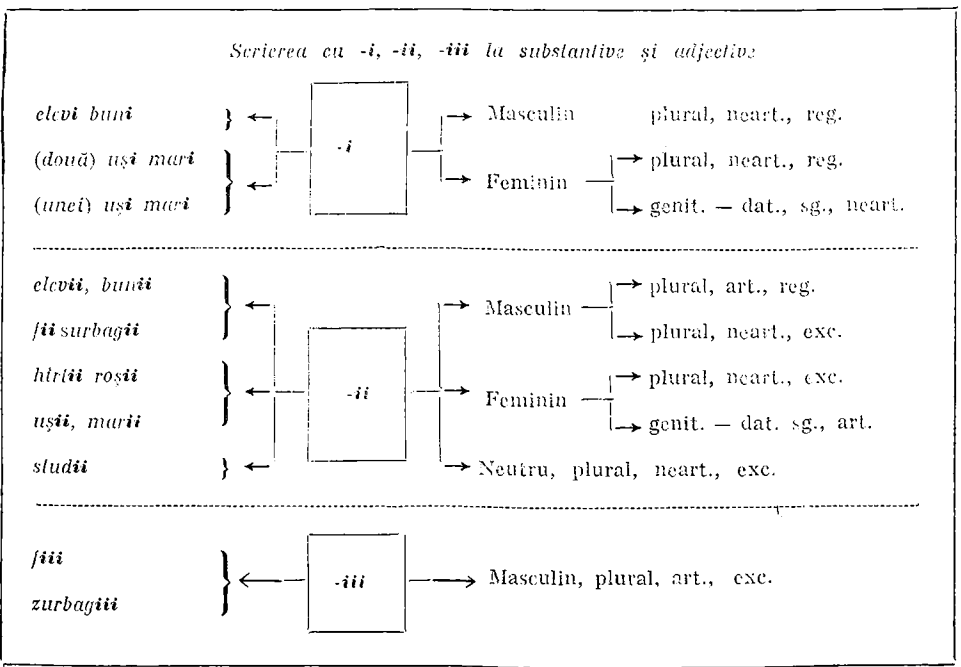 Scrierea cu -i, -ii, -iii la substantive și adjective
elevi buni } -i Masculin plural, neart., reg.
(două) uși mari } Feminin plural, neart., reg.
(unei) uși mari genit. — dat., sg., neart.
elevii, bunii } Masculin plural, art., reg.
fii surbagii plural, neart., exc.
hîrtii roșii } -ii Feminin plural, neart., exc.
ușii, marii genit. — dat. sg., art.
studii } Neutru, plural, neart., exc.
fiii } -iii Masculin, plural, art., exc.
zurbagiii